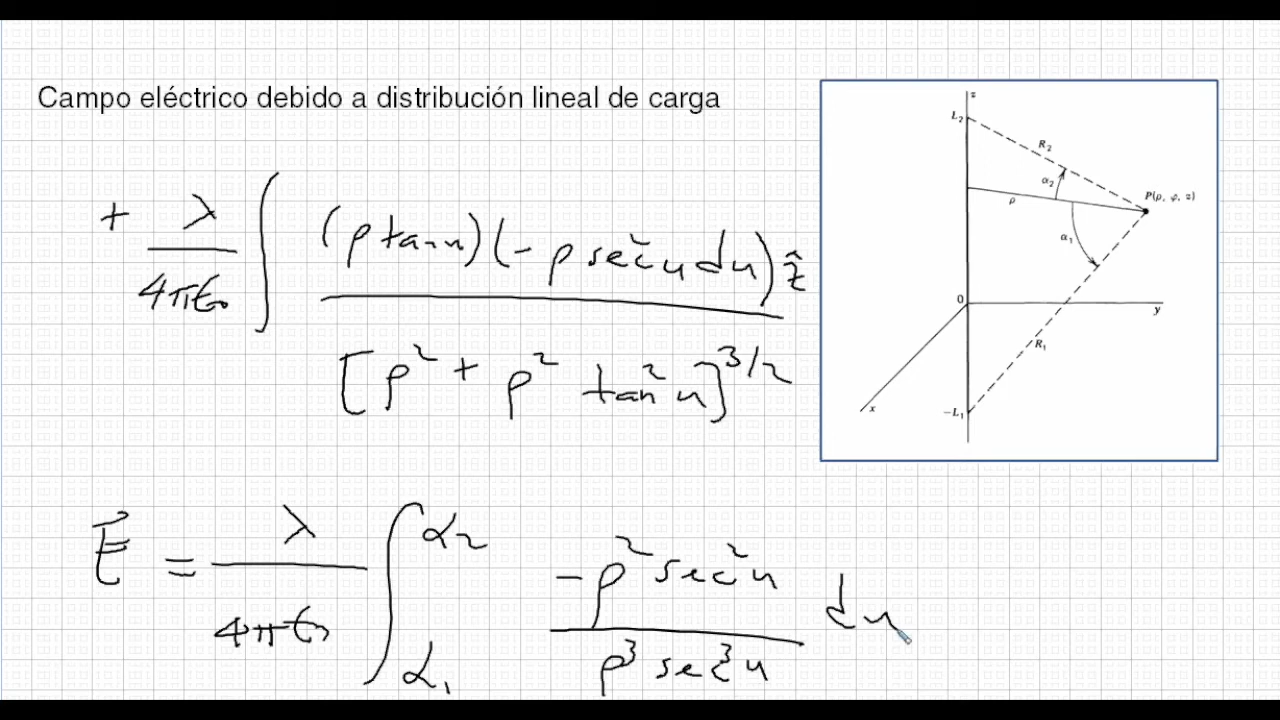 Campo eléctrico debido a distribución lineal de carga
+ λ/4πε₀ ∫ (ρ tan u)(-ρ sec²u du) ẑ / [ρ² + ρ² tan²u]^3/2
E⃗ = λ/4πε₀ ∫_α₁^α₂ -ρ² sec²u / ρ³ sec³u du
z
L₂
R₂
α₂
P(ρ, φ, z)
ρ
α₁
0
y
R₁
x
-L₁